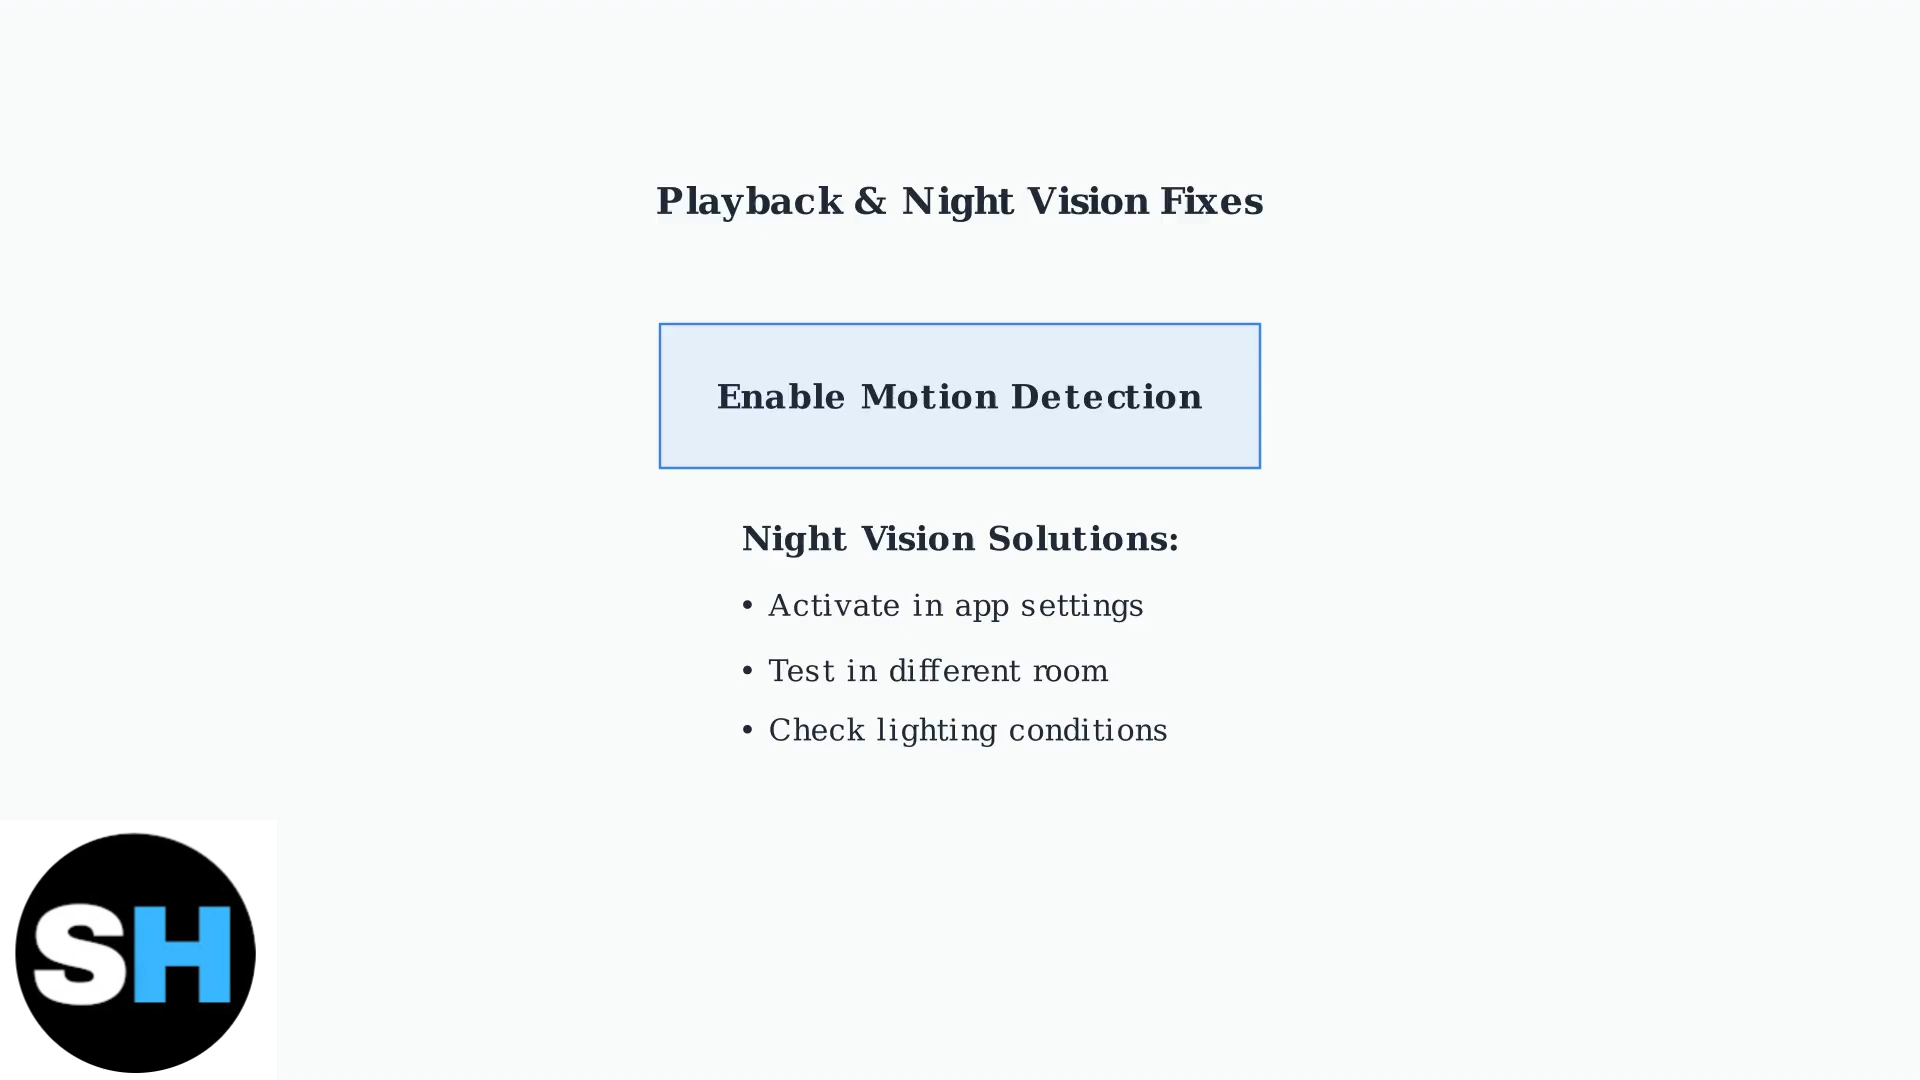 Playback & Night Vision Fixes
Enable Motion Detection
Night Vision Solutions:
• Activate in app settings
• Test in different room
• Check lighting conditions
SH